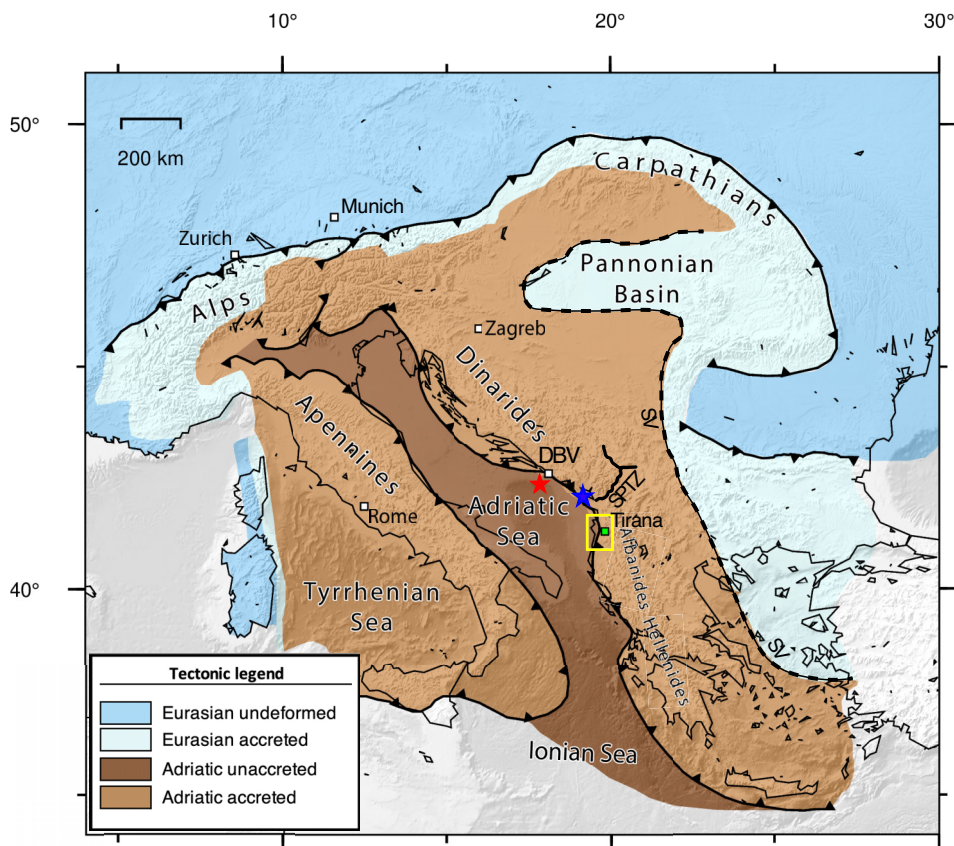 10°
20°
30°
50°
200 km
Carpathians
Munich
Zurich
Alps
Pannonian
Basin
Zagreb
Dinarides
Apennines
SV
DBV
SPTZ
Adriatic
Sea
Rome
Tirana
40°
Albanides Hellenides
Tyrrhenian
Sea
SV
Ionian Sea
Tectonic legend
Eurasian undeformed
Eurasian accreted
Adriatic unaccreted
Adriatic accreted